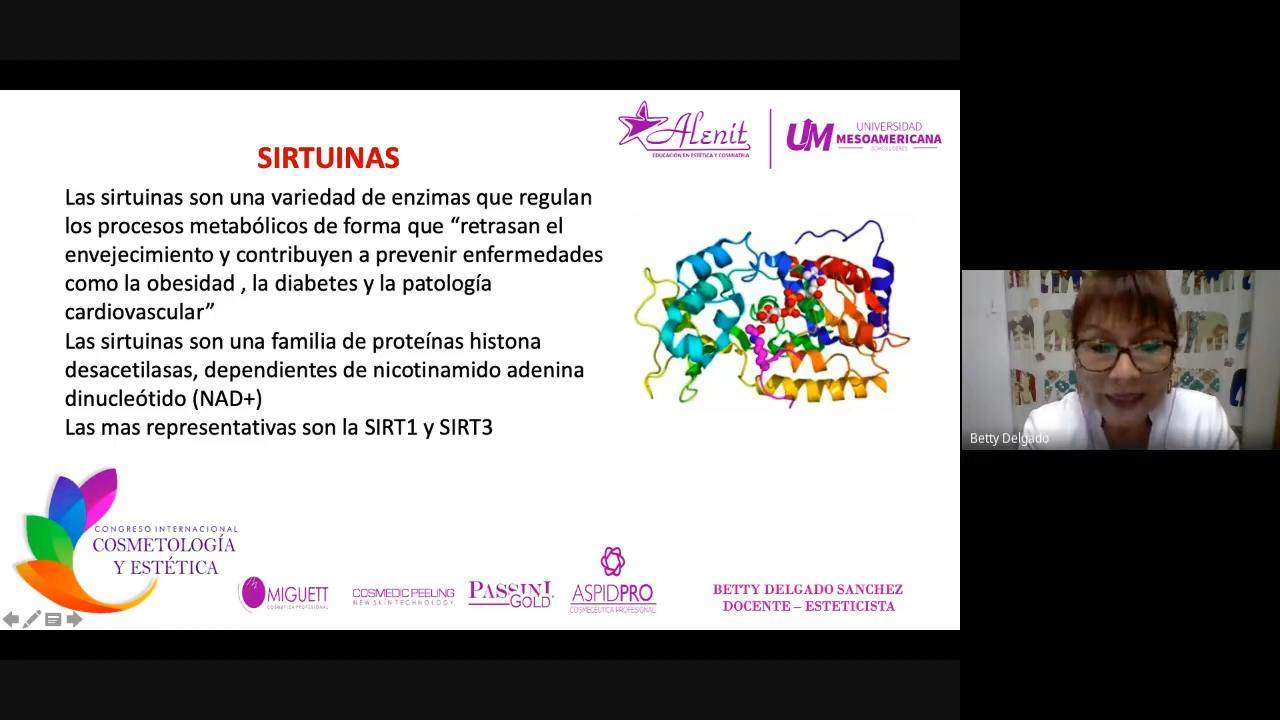 Alenit
EDUCACIÓN EN ESTÉTICA Y COSMIATRIA
UM
UNIVERSIDAD
MESOAMERICANA
SOMOS LÍDERES
SIRTUINAS
Las sirtuinas son una variedad de enzimas que regulan
los procesos metabólicos de forma que “retrasan el
envejecimiento y contribuyen a prevenir enfermedades
como la obesidad , la diabetes y la patología
cardiovascular”
Las sirtuinas son una familia de proteínas histona
desacetilasas, dependientes de nicotinamido adenina
dinucleótido (NAD+)
Las mas representativas son la SIRT1 y SIRT3
Betty Delgado
CONGRESO INTERNACIONAL
COSMETOLOGÍA
Y ESTÉTICA
MIGUETT
COSMÉTICA PROFESIONAL
COSMEDIC PEELING
NEW SKIN TECHNOLOGY
PASSINI
GOLD
ASPIDPRO
COSMECÉUTICA PROFESIONAL
BETTY DELGADO SANCHEZ
DOCENTE – ESTETICISTA